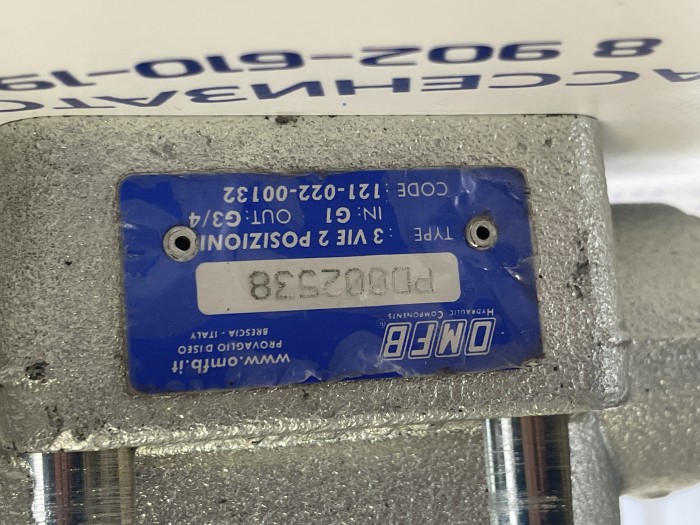 OMFB
HYDRAULIC COMPONENTS
www.omfb.it
PROVAGLIO D'ISEO
BRESCIA - ITALY
PD002538
TYPE : 3 VIE 2 POSIZIONI
IN: G1 OUT: G3/4
CODE : 121-022-00132
АССЕНИЗАТО
8 902-610-19